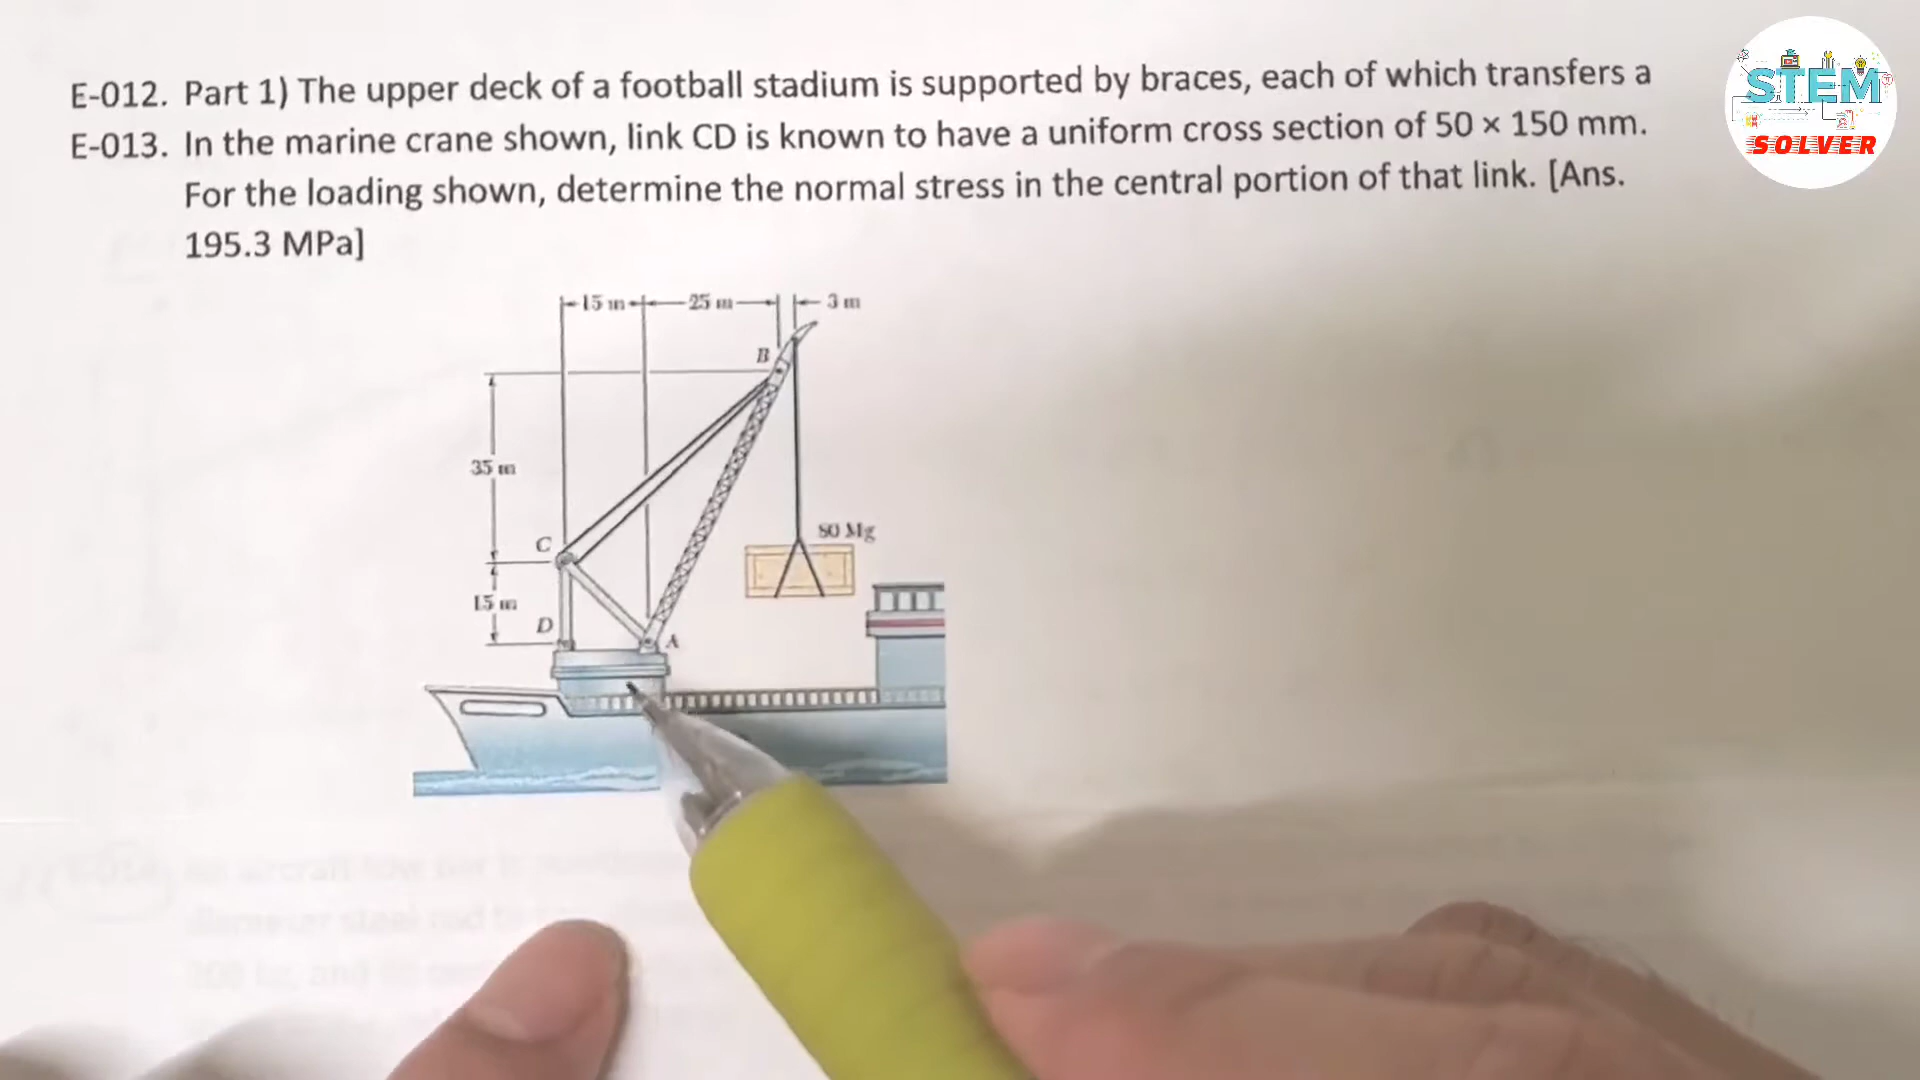 E-012. Part 1) The upper deck of a football stadium is supported by braces, each of which transfers a
E-013. In the marine crane shown, link CD is known to have a uniform cross section of 50 × 150 mm.
For the loading shown, determine the normal stress in the central portion of that link. [Ans.
195.3 MPa]
STEM
SOLVER
15 m
25 m
3 m
B
35 m
C
80 Mg
15 m
D
A